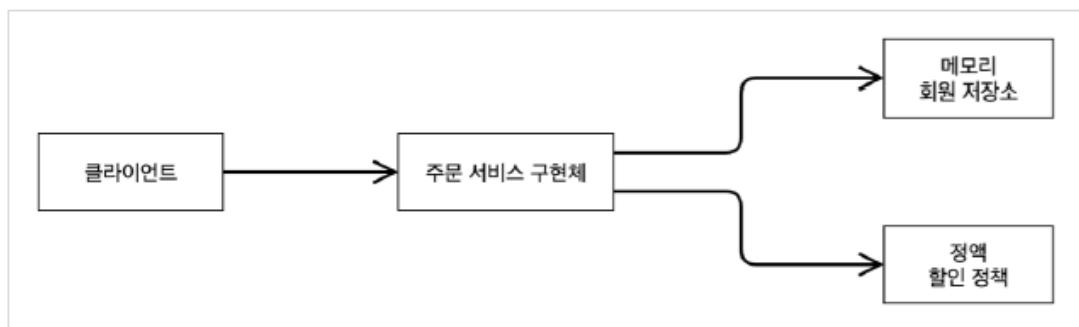 클라이언트
주문 서비스 구현체
메모리
회원 저장소
정액
할인 정책